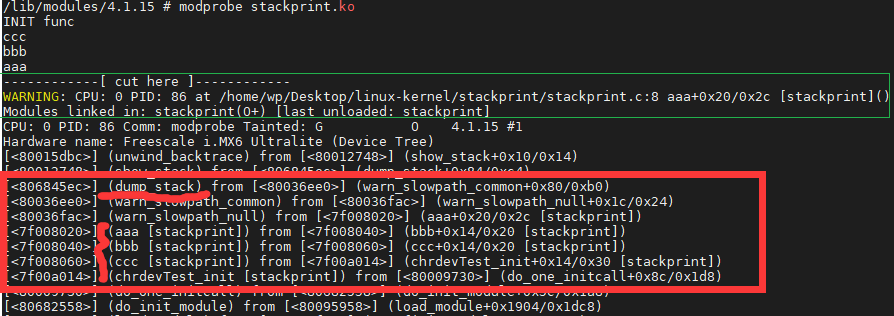 /lib/modules/4.1.15 # modprobe stackprint.ko
INIT func
ccc
bbb
aaa
------------[ cut here ]------------
WARNING: CPU: 0 PID: 86 at /home/wp/Desktop/linux-kernel/stackprint/stackprint.c:8 aaa+0x20/0x2c [stackprint]()
Modules linked in: stackprint(O+) [last unloaded: stackprint]
CPU: 0 PID: 86 Comm: modprobe Tainted: G           O    4.1.15 #1
Hardware name: Freescale i.MX6 Ultralite (Device Tree)
[<80015dbc>] (unwind_backtrace) from [<80012748>] (show_stack+0x10/0x14)
[<80012748>] (show_stack) from [<806845ec>] (dump_stack+0x84/0xc4)
[<806845ec>] (dump_stack) from [<80036ee0>] (warn_slowpath_common+0x80/0xb0)
[<80036ee0>] (warn_slowpath_common) from [<80036fac>] (warn_slowpath_null+0x1c/0x24)
[<80036fac>] (warn_slowpath_null) from [<7f008020>] (aaa+0x20/0x2c [stackprint])
[<7f008020>] (aaa [stackprint]) from [<7f008040>] (bbb+0x14/0x20 [stackprint])
[<7f008040>] (bbb [stackprint]) from [<7f008060>] (ccc+0x14/0x20 [stackprint])
[<7f008060>] (ccc [stackprint]) from [<7f00a014>] (chrdevTest_init+0x14/0x30 [stackprint])
[<7f00a014>] (chrdevTest_init [stackprint]) from [<80009730>] (do_one_initcall+0x8c/0x1d8)
[<80009730>] (do_one_initcall) from [<80682558>]
[<80682558>] (do_init_module) from [<80095958>] (load_module+0x1904/0x1dc8)